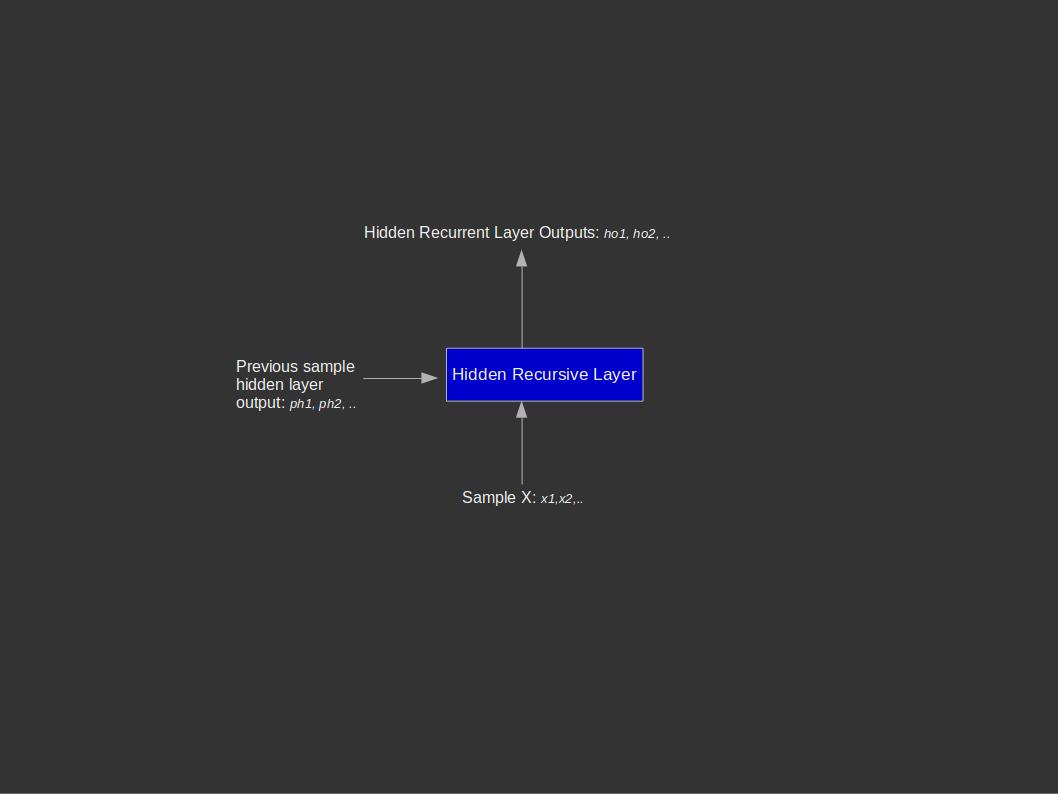 Hidden Recurrent Layer Outputs: ho1, ho2, ..
Previous sample
hidden layer
output: ph1, ph2, ..
Hidden Recursive Layer
Sample X: x1,x2,..